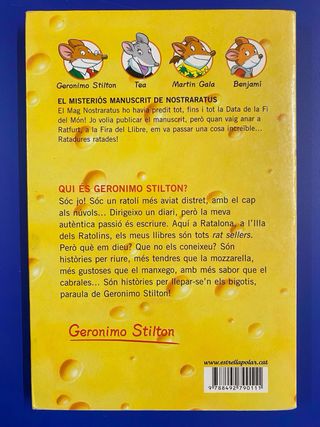 Geronimo Stilton
Tea
Martin Gala
Benjamí
EL MISTERIÓS MANUSCRIT DE NOSTRARATUS
El Mag Nostraratus ho havia predit tot, fins i tot la Data de la Fi
del Món! Jo volia publicar el manuscrit, però quan vaig anar a
Ratfurt, a la Fira del Llibre, em va passar una cosa increïble...
Ratadures ratades!
QUI ÉS GERONIMO STILTON?
Sóc jo! Sóc un ratolí més aviat distret, amb el cap
als núvols... Dirigeixo un diari, però la meva
autèntica passió és escriure. Aquí a Ratalona, a l'Illa
dels Ratolins, els meus llibres són tots rat sellers.
Però què em dieu? Que no els coneixeu? Són
històries per riure, més tendres que la mozzarella,
més gustoses que el manxego, amb més sabor que el
cabrales... Són històries per llepar-se'n els bigotis,
paraula de Geronimo Stilton!
Geronimo Stilton
www.estrellapolar.cat
9 788492 790111